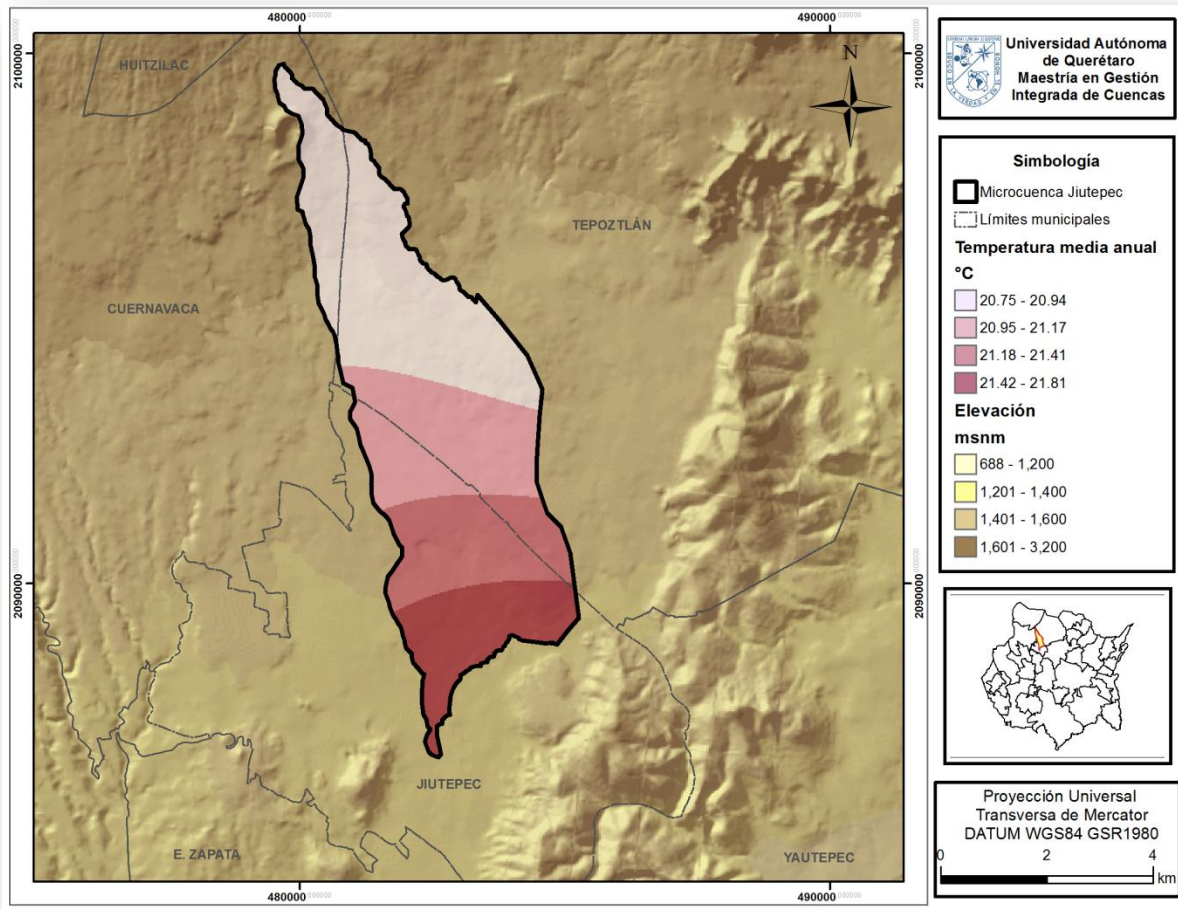 480000
490000
2100000
2100000
HUITZILAC
N
TEPOZTLÁN
CUERNAVACA
2090000
2090000
JIUTEPEC
E. ZAPATA
YAUTEPEC
480000
490000
Universidad Autónoma
de Querétaro
Maestría en Gestión
Integrada de Cuencas
Simbología
Microcuenca Jiutepec
Límites municipales
Temperatura media anual
°C
20.75 - 20.94
20.95 - 21.17
21.18 - 21.41
21.42 - 21.81
Elevación
msnm
688 - 1,200
1,201 - 1,400
1,401 - 1,600
1,601 - 3,200
Proyección Universal
Transversa de Mercator
DATUM WGS84 GSR1980
0 2 4
km